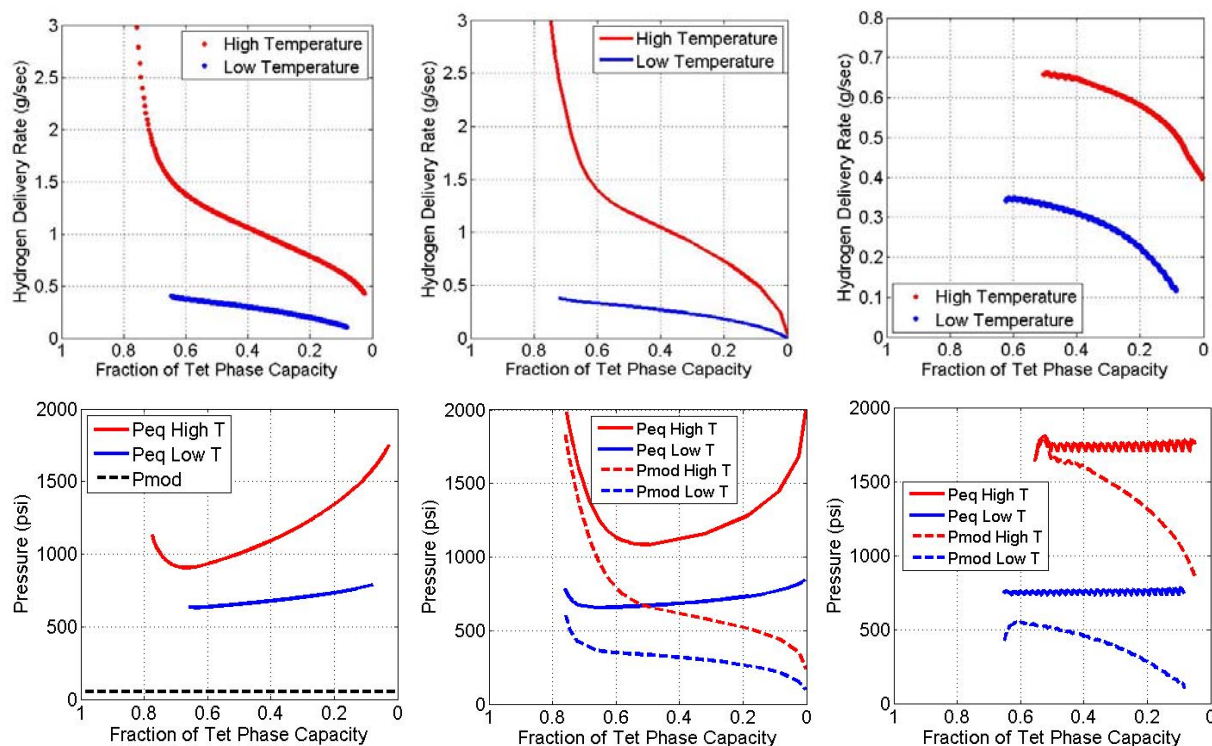 3
2.5
2
1.5
1
0.5
0
Hydrogen Delivery Rate (g/sec)
High Temperature
Low Temperature
1 0.8 0.6 0.4 0.2 0
Fraction of Tet Phase Capacity
3
2.5
2
1.5
1
0.5
0
Hydrogen Delivery Rate (g/sec)
High Temperature
Low Temperature
1 0.8 0.6 0.4 0.2 0
Fraction of Tet Phase Capacity
0.8
0.7
0.6
0.5
0.4
0.3
0.2
0.1
0
Hydrogen Delivery Rate (g/sec)
High Temperature
Low Temperature
1 0.8 0.6 0.4 0.2 0
Fraction of Tet Phase Capacity
2000
1500
1000
500
0
Pressure (psi)
Peq High T
Peq Low T
Pmod
1 0.8 0.6 0.4 0.2 0
Fraction of Tet Phase Capacity
2000
1500
1000
500
0
Pressure (psi)
Peq High T
Peq Low T
Pmod High T
Pmod Low T
1 0.8 0.6 0.4 0.2 0
Fraction of Tet Phase Capacity
2000
1500
1000
500
0
Pressure (psi)
Peq High T
Peq Low T
Pmod High T
Pmod Low T
1 0.8 0.6 0.4 0.2 0
Fraction of Tet Phase Capacity